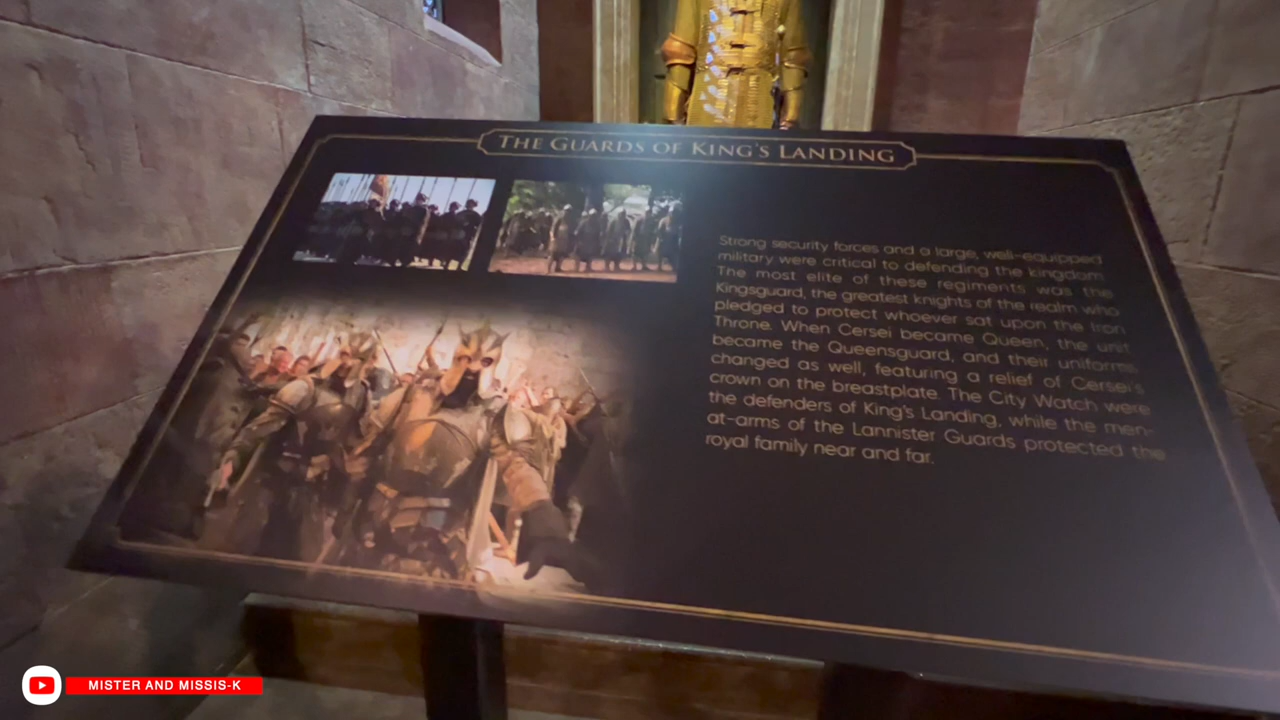 THE GUARDS OF KING'S LANDING
Strong security forces and a large, well-equipped
military were critical to defending the kingdom.
The most elite of these regiments was the
Kingsguard, the greatest knights of the realm who
pledged to protect whoever sat upon the Iron
Throne. When Cersei became Queen, the unit
became the Queensguard, and their uniforms
changed as well, featuring a relief of Cersei's
crown on the breastplate. The City Watch were
the defenders of King's Landing, while the men-
at-arms of the Lannister Guards protected the
royal family near and far.
MISTER AND MISSIS-K